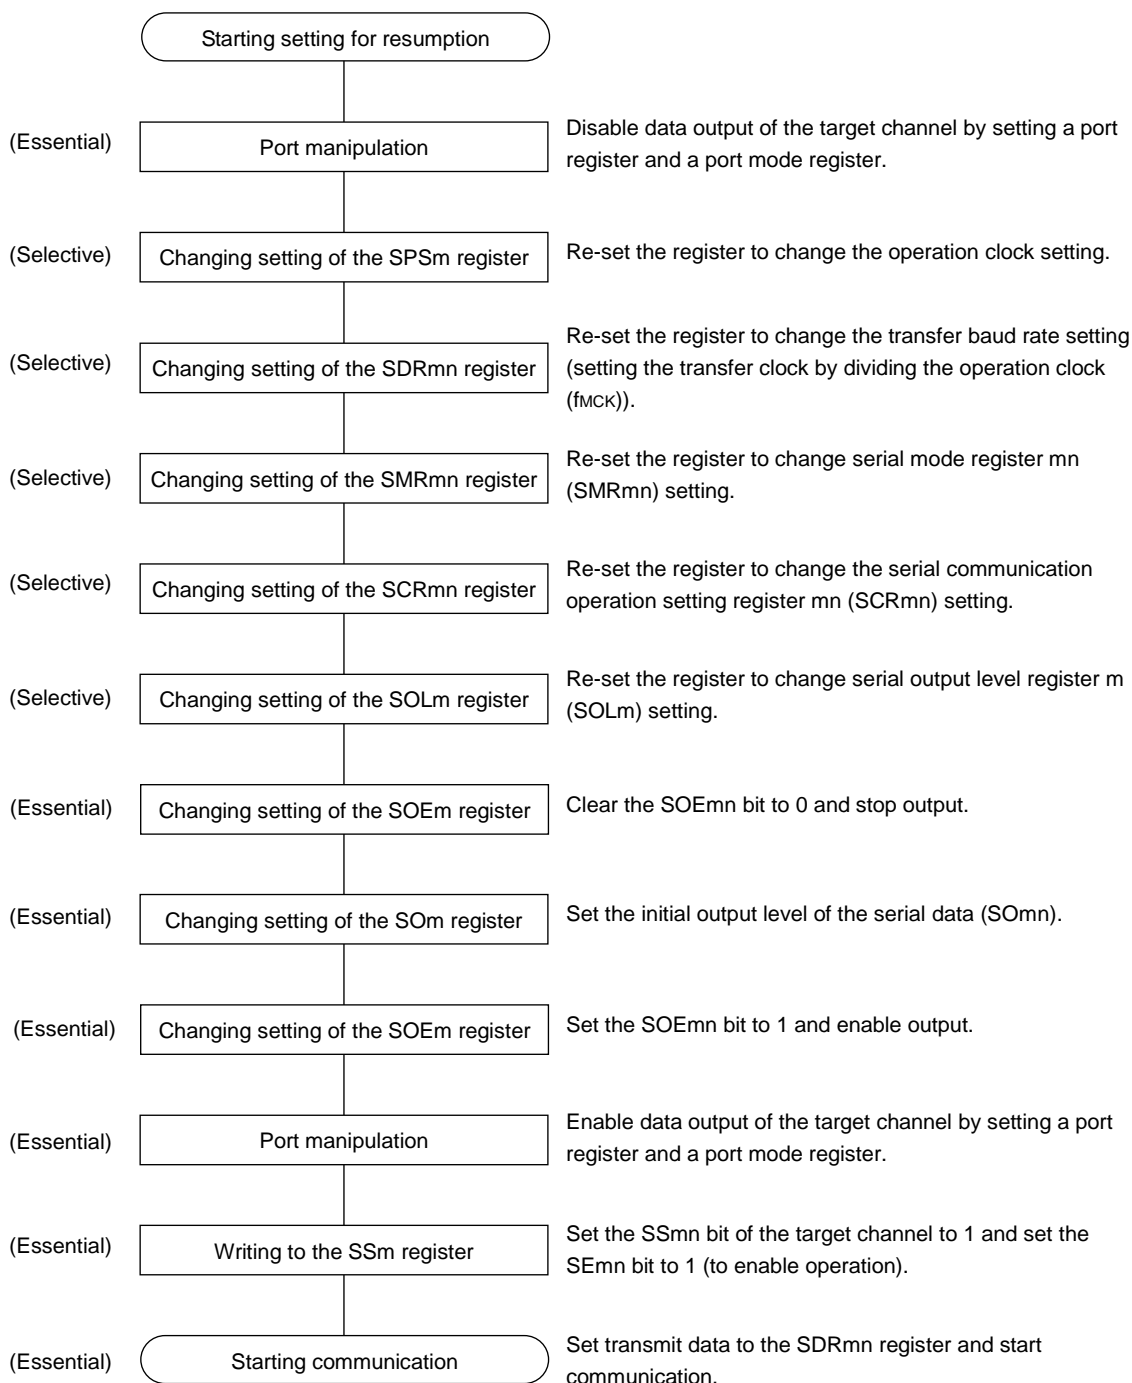 Starting setting for resumption
(Essential)
Port manipulation
Disable data output of the target channel by setting a port
register and a port mode register.
(Selective)
Changing setting of the SPSm register
Re-set the register to change the operation clock setting.
(Selective)
Changing setting of the SDRmn register
Re-set the register to change the transfer baud rate setting
(setting the transfer clock by dividing the operation clock
(fMCK)).
(Selective)
Changing setting of the SMRmn register
Re-set the register to change serial mode register mn
(SMRmn) setting.
(Selective)
Changing setting of the SCRmn register
Re-set the register to change the serial communication
operation setting register mn (SCRmn) setting.
(Selective)
Changing setting of the SOLm register
Re-set the register to change serial output level register m
(SOLm) setting.
(Essential)
Changing setting of the SOEm register
Clear the SOEmn bit to 0 and stop output.
(Essential)
Changing setting of the SOm register
Set the initial output level of the serial data (SOmn).
(Essential)
Changing setting of the SOEm register
Set the SOEmn bit to 1 and enable output.
(Essential)
Port manipulation
Enable data output of the target channel by setting a port
register and a port mode register.
(Essential)
Writing to the SSm register
Set the SSmn bit of the target channel to 1 and set the
SEmn bit to 1 (to enable operation).
(Essential)
Starting communication
Set transmit data to the SDRmn register and start
communication.